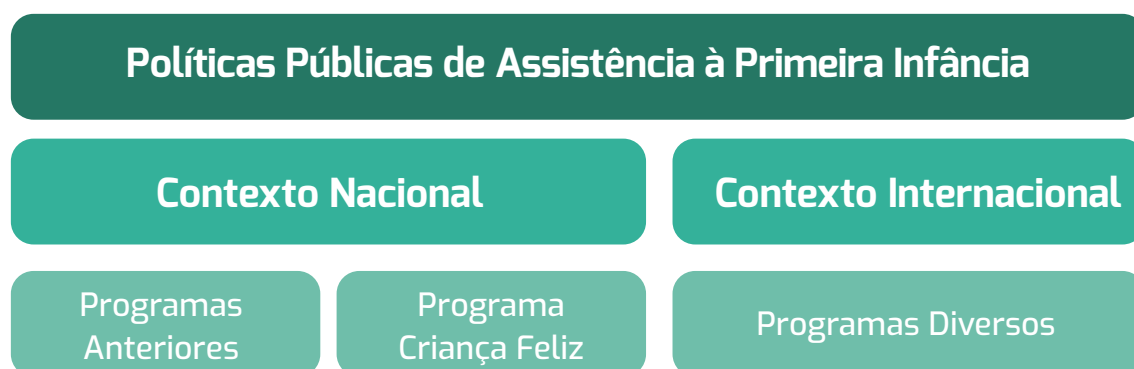 Políticas Públicas de Assistência à Primeira Infância
Contexto Nacional
Contexto Internacional
Programas
Anteriores
Programa
Criança Feliz
Programas Diversos